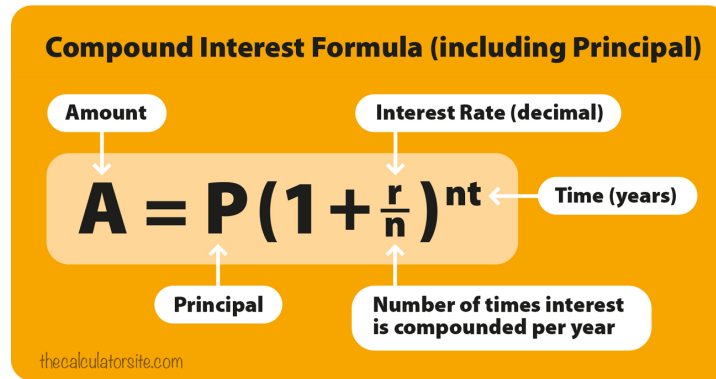 Compound Interest Formula (including Principal)
Amount
Interest Rate (decimal)
A = P(1 + r/n)^nt
Time (years)
Principal
Number of times interest
is compounded per year
thecalculatorsite.com